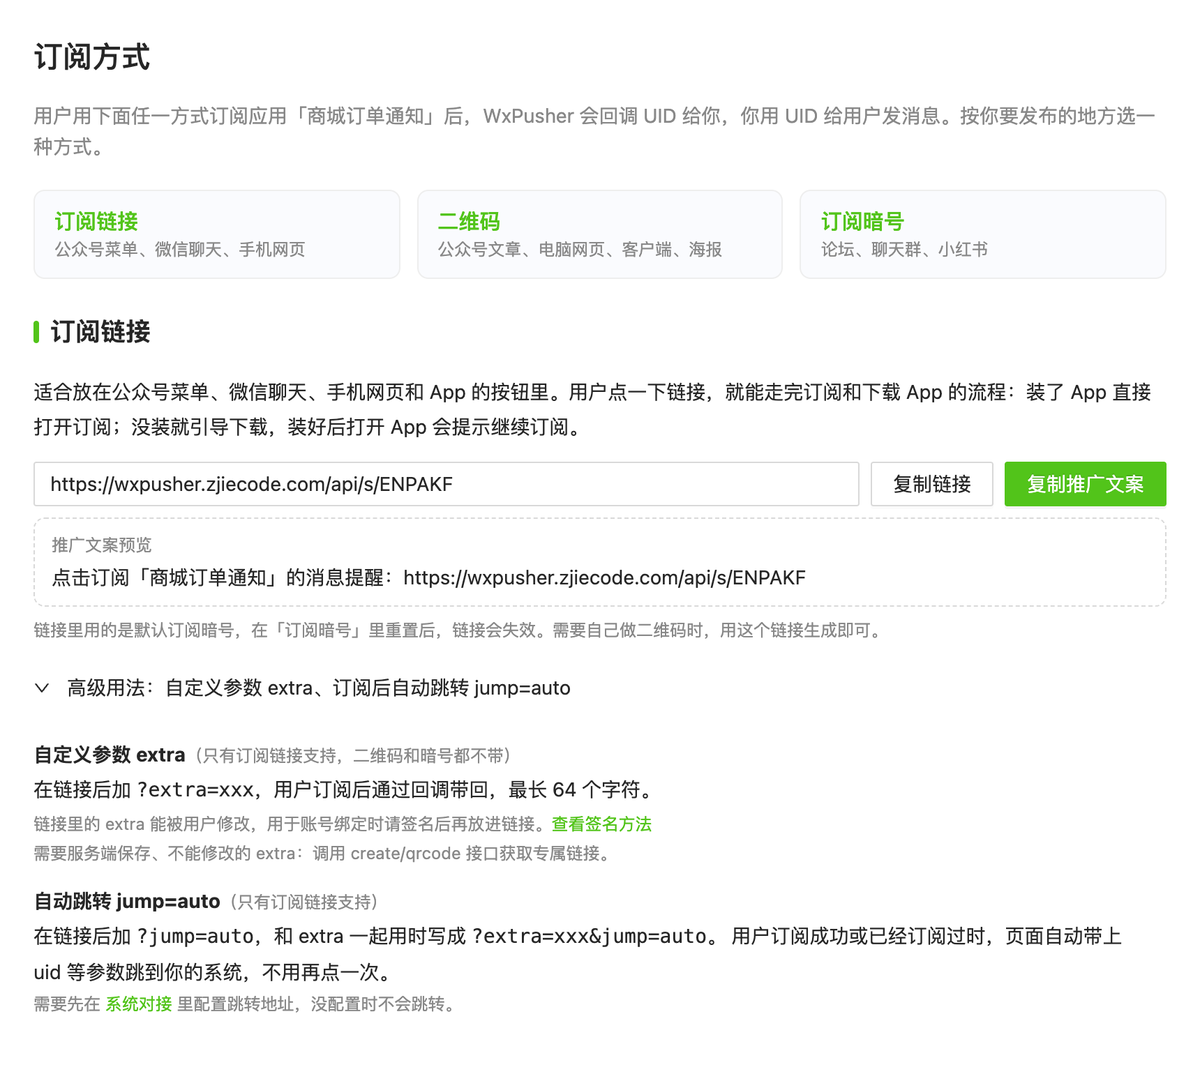 订阅方式
用户用下面任一方式订阅应用「商城订单通知」后，WxPusher 会回调 UID 给你，你用 UID 给用户发消息。按你要发布的地方选一
种方式。
订阅链接
公众号菜单、微信聊天、手机网页
二维码
公众号文章、电脑网页、客户端、海报
订阅暗号
论坛、聊天群、小红书
订阅链接
适合放在公众号菜单、微信聊天、手机网页和 App 的按钮里。用户点一下链接，就能走完订阅和下载 App 的流程：装了 App 直接
打开订阅；没装就引导下载，装好后打开 App 会提示继续订阅。
https://wxpusher.zjiecode.com/api/s/ENPAKF
复制链接
复制推广文案
推广文案预览
点击订阅「商城订单通知」的消息提醒：https://wxpusher.zjiecode.com/api/s/ENPAKF
链接里用的是默认订阅暗号，在「订阅暗号」里重置后，链接会失效。需要自己做二维码时，用这个链接生成即可。
高级用法：自定义参数 extra、订阅后自动跳转 jump=auto
自定义参数 extra（只有订阅链接支持，二维码和暗号都不带）
在链接后加 ?extra=xxx，用户订阅后通过回调带回，最长 64 个字符。
链接里的 extra 能被用户修改，用于账号绑定时请签名后再放进链接。查看签名方法
需要服务端保存、不能修改的 extra：调用 create/qrcode 接口获取专属链接。
自动跳转 jump=auto（只有订阅链接支持）
在链接后加 ?jump=auto，和 extra 一起用时写成 ?extra=xxx&jump=auto。 用户订阅成功或已经订阅过时，页面自动带上
uid 等参数跳到你的系统，不用再点一次。
需要先在 系统对接 里配置跳转地址，没配置时不会跳转。